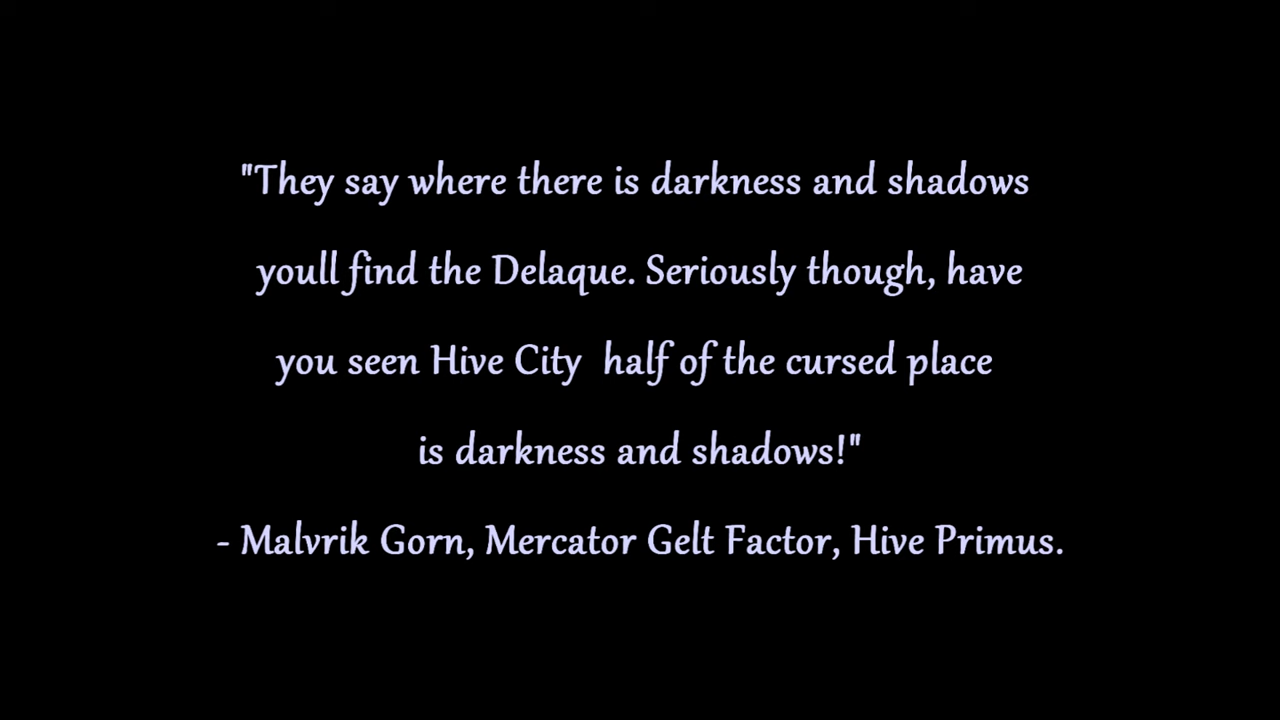 "They say where there is darkness and shadows
youll find the Delaque. Seriously though, have
you seen Hive City  half of the cursed place
is darkness and shadows!"
- Malvrik Gorn, Mercator Gelt Factor, Hive Primus.